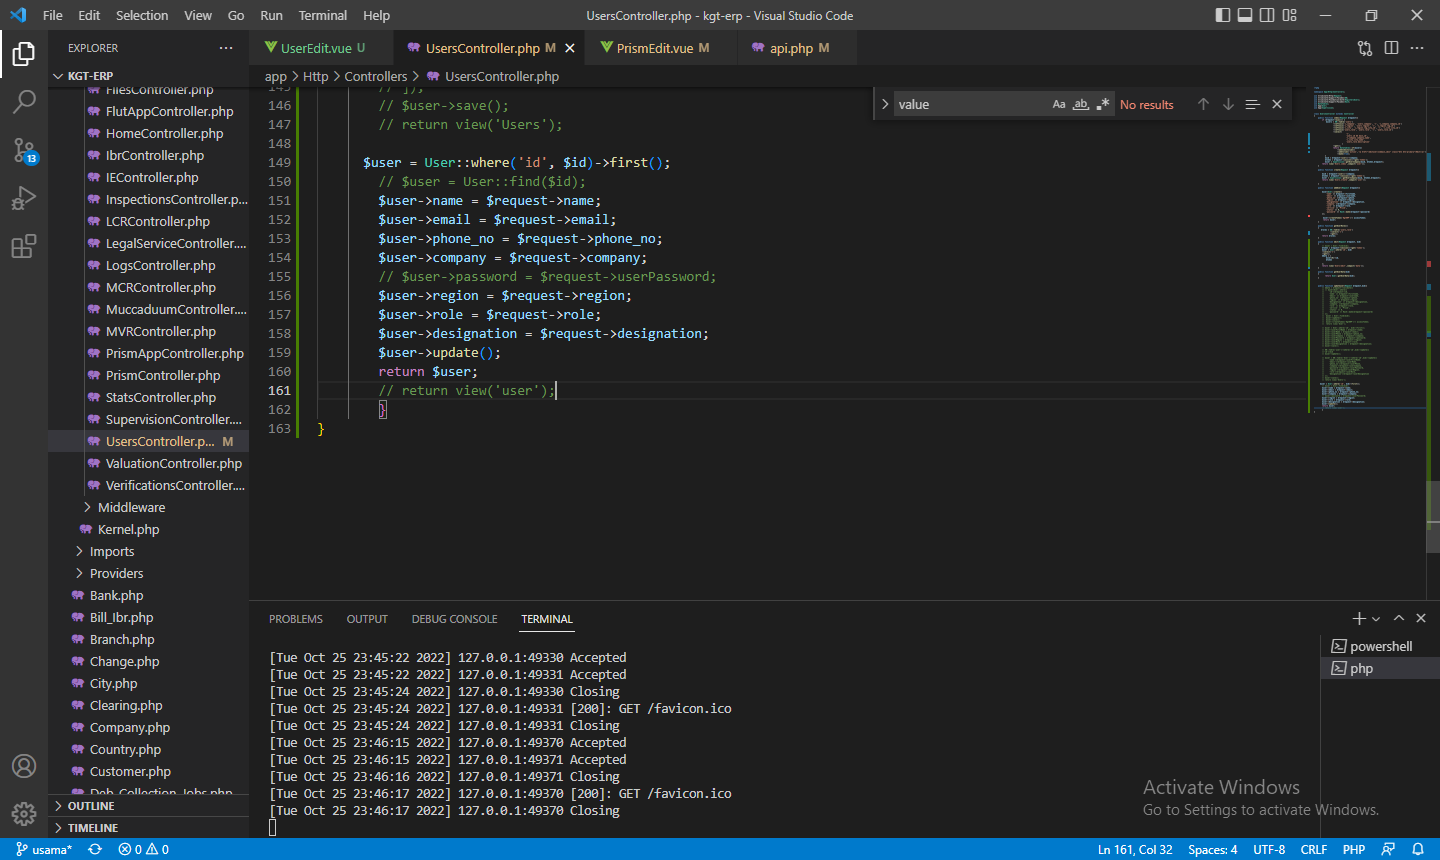 File Edit Selection View Go Run Terminal Help
UsersController.php - kgt-erp - Visual Studio Code
EXPLORER
KGT-ERP
FilesController.php
FlutAppController.php
HomeController.php
IbrController.php
IEController.php
InspectionsController.p...
LCRController.php
LegalServiceController....
LogsController.php
MCRController.php
MuccaduumController....
MVRController.php
PrismAppController.php
PrismController.php
StatsController.php
SupervisionController....
UsersController.p... M
ValuationController.php
VerificationsController....
Middleware
Kernel.php
Imports
Providers
Bank.php
Bill_Ibr.php
Branch.php
Change.php
City.php
Clearing.php
Company.php
Country.php
Customer.php
Deb_Collection_Jobs.php
OUTLINE
TIMELINE
13
UserEdit.vue U
UsersController.php M
PrismEdit.vue M
api.php M
app > Http > Controllers > UsersController.php
value
Aa ab .*
No results
145 // ]);
146 // $user->save();
147 // return view('Users');
148
149 $user = User::where('id', $id)->first();
150 // $user = User::find($id);
151 $user->name = $request->name;
152 $user->email = $request->email;
153 $user->phone_no = $request->phone_no;
154 $user->company = $request->company;
155 // $user->password = $request->userPassword;
156 $user->region = $request->region;
157 $user->role = $request->role;
158 $user->designation = $request->designation;
159 $user->update();
160 return $user;
161 // return view('user');
162 }
163 }
PROBLEMS OUTPUT DEBUG CONSOLE TERMINAL
[Tue Oct 25 23:45:22 2022] 127.0.0.1:49330 Accepted
[Tue Oct 25 23:45:22 2022] 127.0.0.1:49331 Accepted
[Tue Oct 25 23:45:24 2022] 127.0.0.1:49330 Closing
[Tue Oct 25 23:45:24 2022] 127.0.0.1:49331 [200]: GET /favicon.ico
[Tue Oct 25 23:45:24 2022] 127.0.0.1:49331 Closing
[Tue Oct 25 23:46:15 2022] 127.0.0.1:49370 Accepted
[Tue Oct 25 23:46:15 2022] 127.0.0.1:49371 Accepted
[Tue Oct 25 23:46:16 2022] 127.0.0.1:49371 Closing
[Tue Oct 25 23:46:17 2022] 127.0.0.1:49370 [200]: GET /favicon.ico
[Tue Oct 25 23:46:17 2022] 127.0.0.1:49370 Closing
powershell
php
Activate Windows
Go to Settings to activate Windows.
usama* 0 0
Ln 161, Col 32 Spaces: 4 UTF-8 CRLF PHP